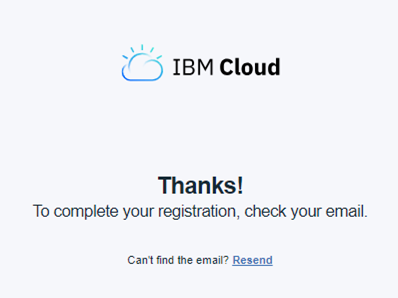 IBM Cloud
Thanks!
To complete your registration, check your email.
Can't find the email? Resend